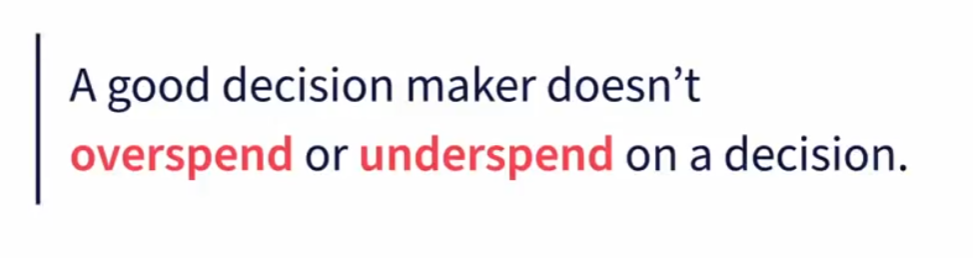 A good decision maker doesn’t
overspend or underspend on a decision.